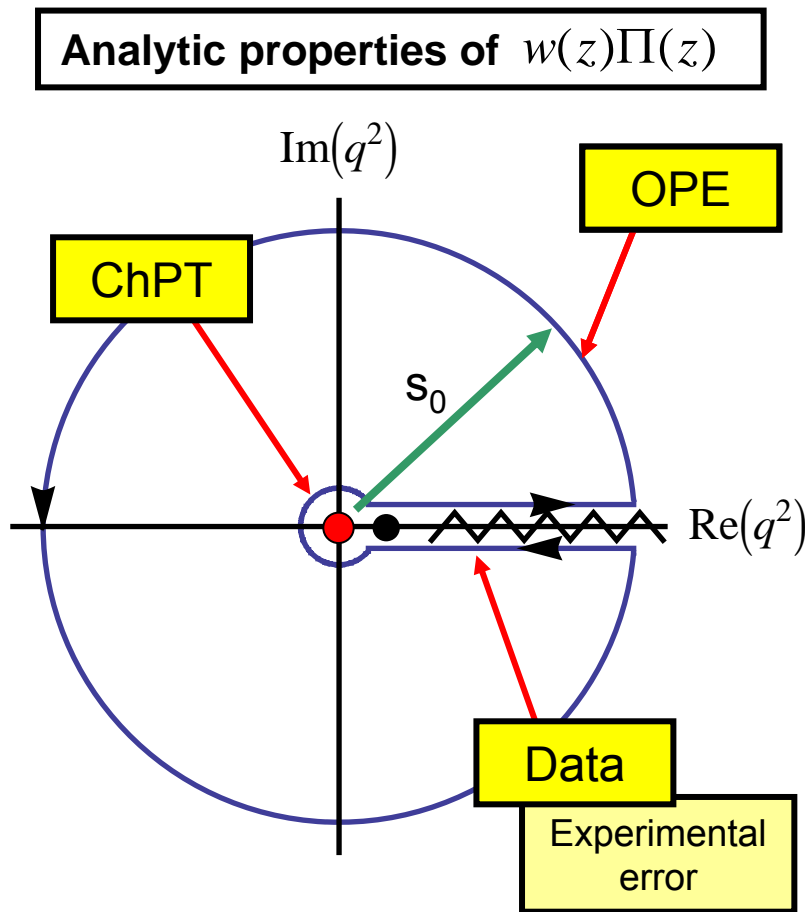 Analytic properties of w(z)Π(z)
Im(q²)
OPE
ChPT
s₀
Re(q²)
Data
Experimental
error